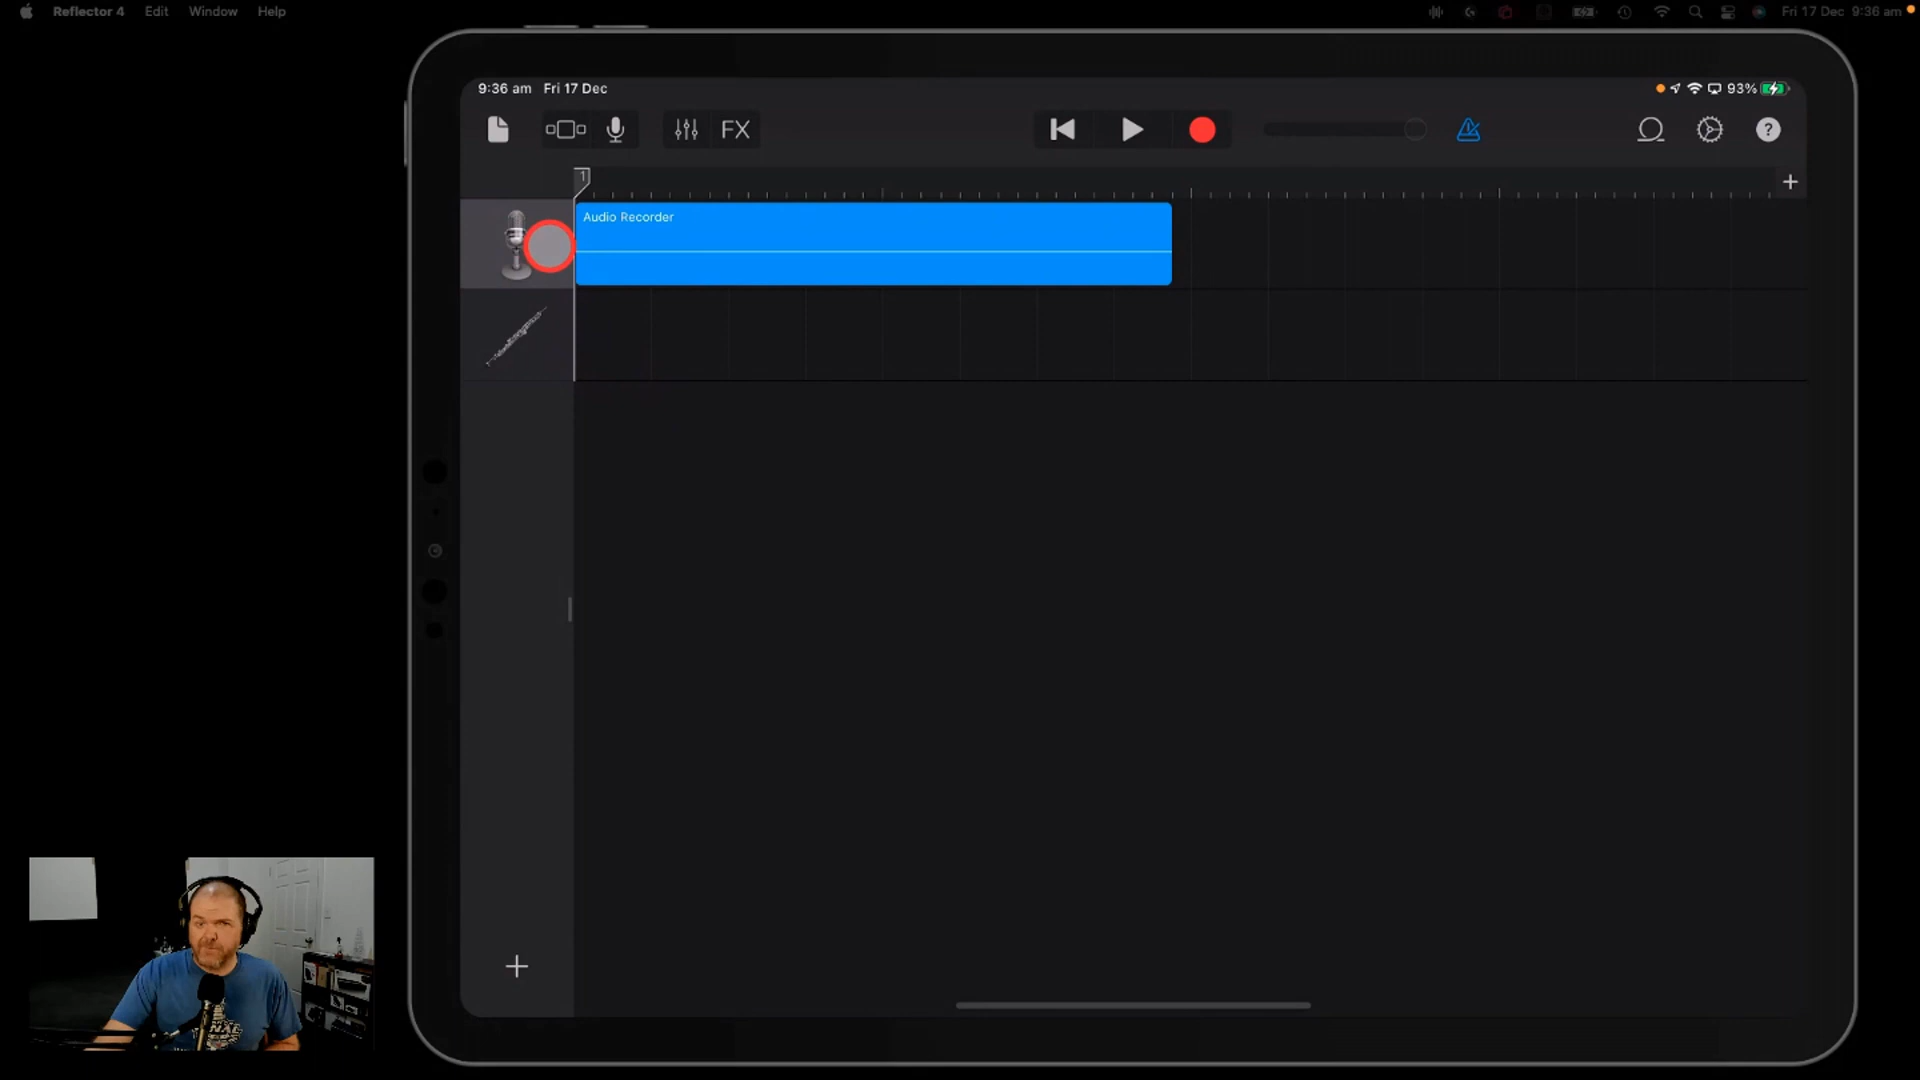 Reflector 4 Edit Window Help
Fri 17 Dec 9:36 am
9:36 am Fri 17 Dec
93%
FX
?
1
Audio Recorder